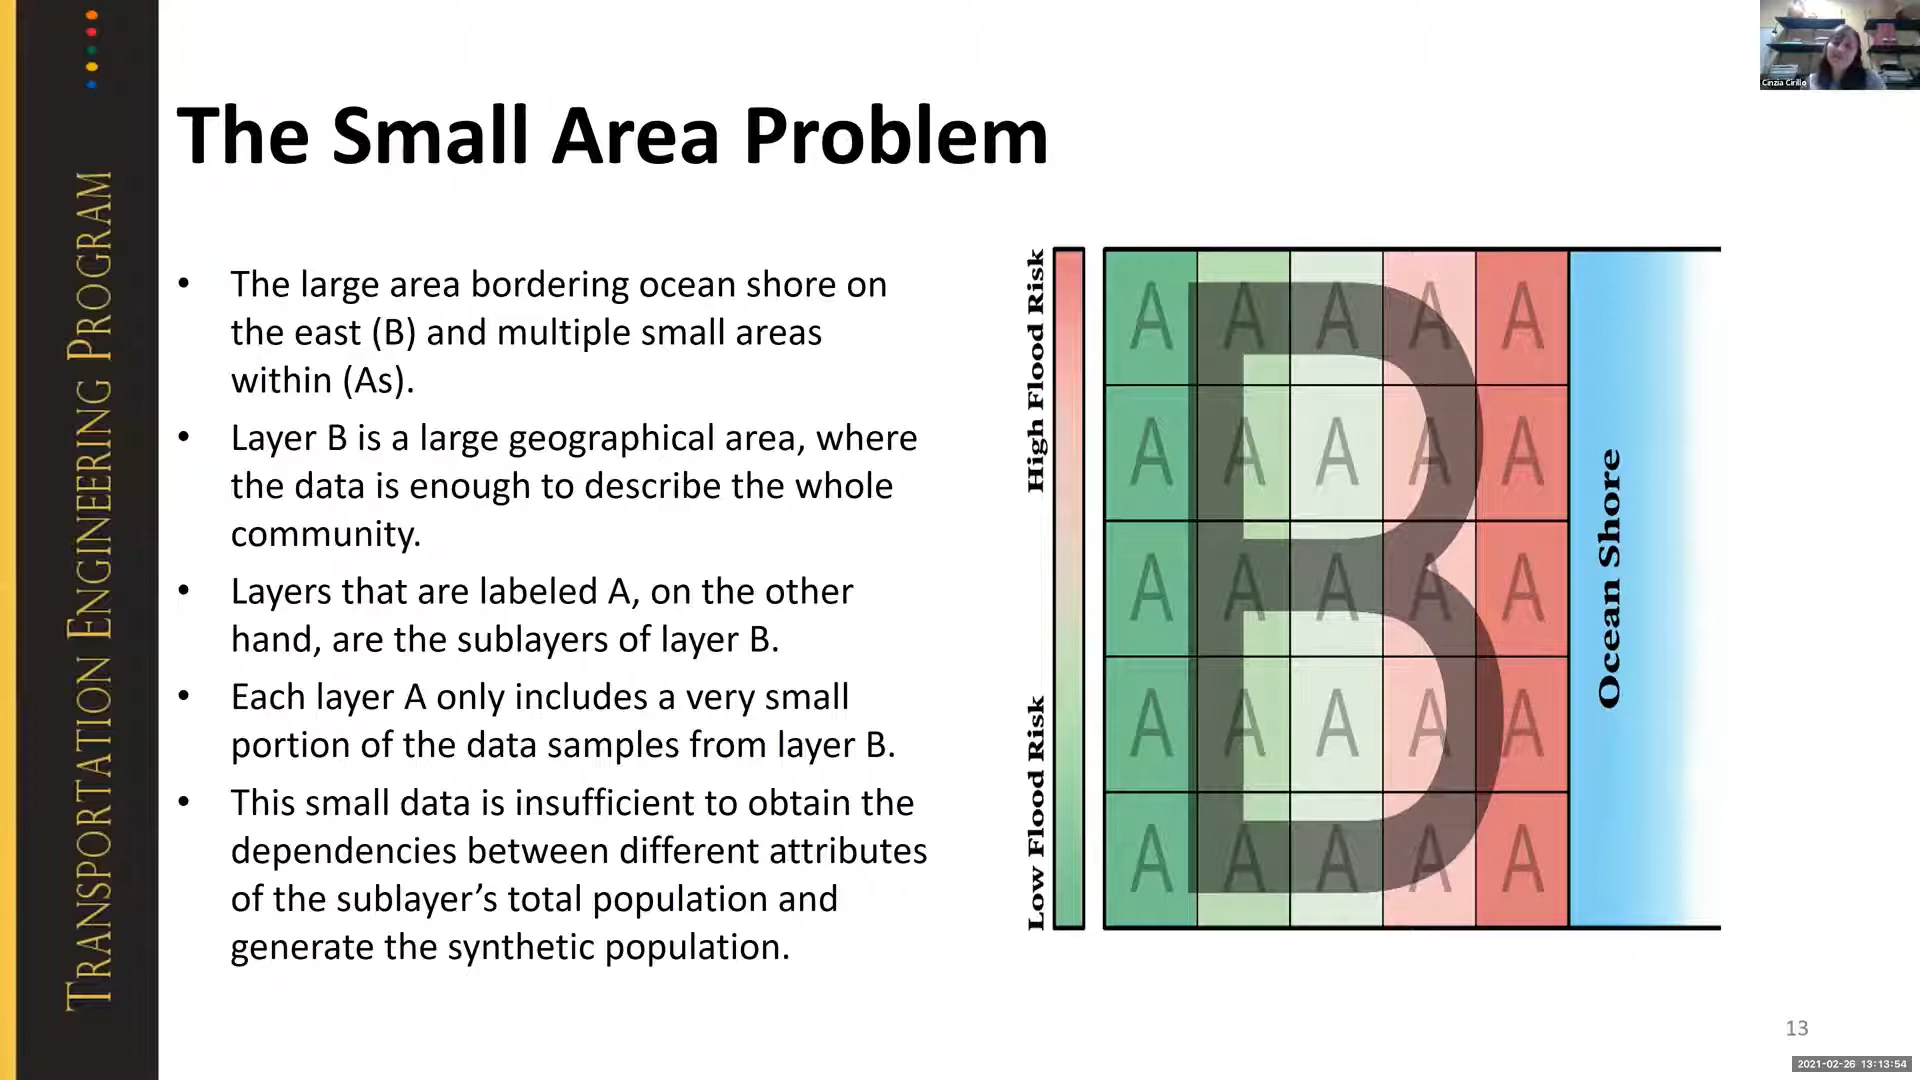 TRANSPORTATION ENGINEERING PROGRAM
Cinzia Cirillo
The Small Area Problem
• The large area bordering ocean shore on
the east (B) and multiple small areas
within (As).
• Layer B is a large geographical area, where
the data is enough to describe the whole
community.
• Layers that are labeled A, on the other
hand, are the sublayers of layer B.
• Each layer A only includes a very small
portion of the data samples from layer B.
• This small data is insufficient to obtain the
dependencies between different attributes
of the sublayer’s total population and
generate the synthetic population.
High Flood Risk
Low Flood Risk
A A A A A
A A A A A
A A A A A
A A A A A
A A A A A
B
Ocean Shore
13
2021-02-26 13:13:54